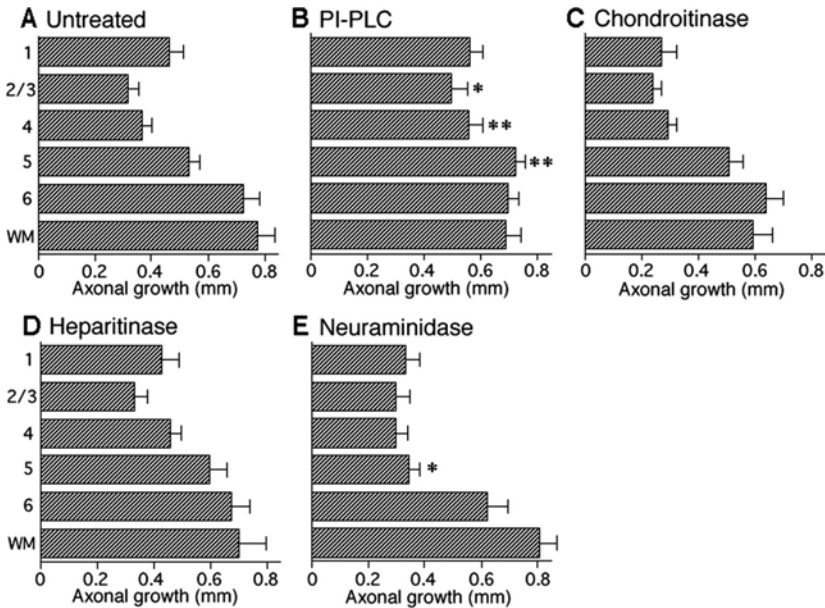 A Untreated
1
2/3
4
5
6
WM
0 0.2 0.4 0.6 0.8
Axonal growth (mm)
B PI-PLC
*
**
**
0 0.2 0.4 0.6 0.8
Axonal growth (mm)
C Chondroitinase
0 0.2 0.4 0.6 0.8
Axonal growth (mm)
D Heparitinase
1
2/3
4
5
6
WM
0 0.2 0.4 0.6 0.8
Axonal growth (mm)
E Neuraminidase
*
0 0.2 0.4 0.6 0.8
Axonal growth (mm)